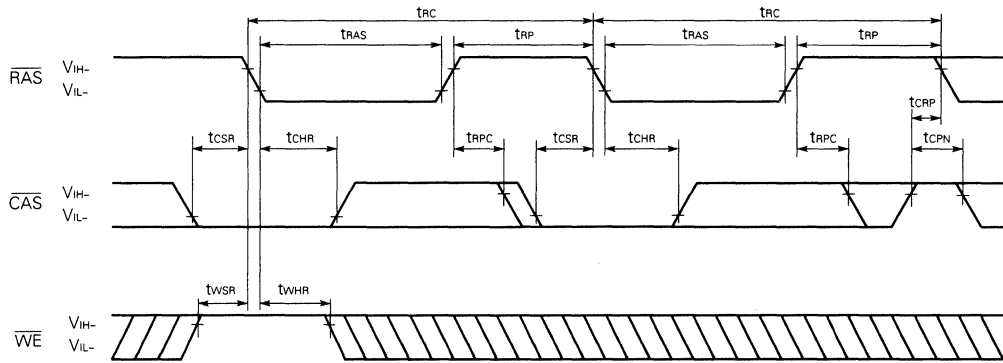 tRC tRC
tRAS tRP tRAS tRP
RAS VIH–
VIL–
tCRP
tCSR tCHR tRPC tCSR tCHR tRPC tCPN
CAS VIH–
VIL–
tWSR tWHR
WE VIH–
VIL–